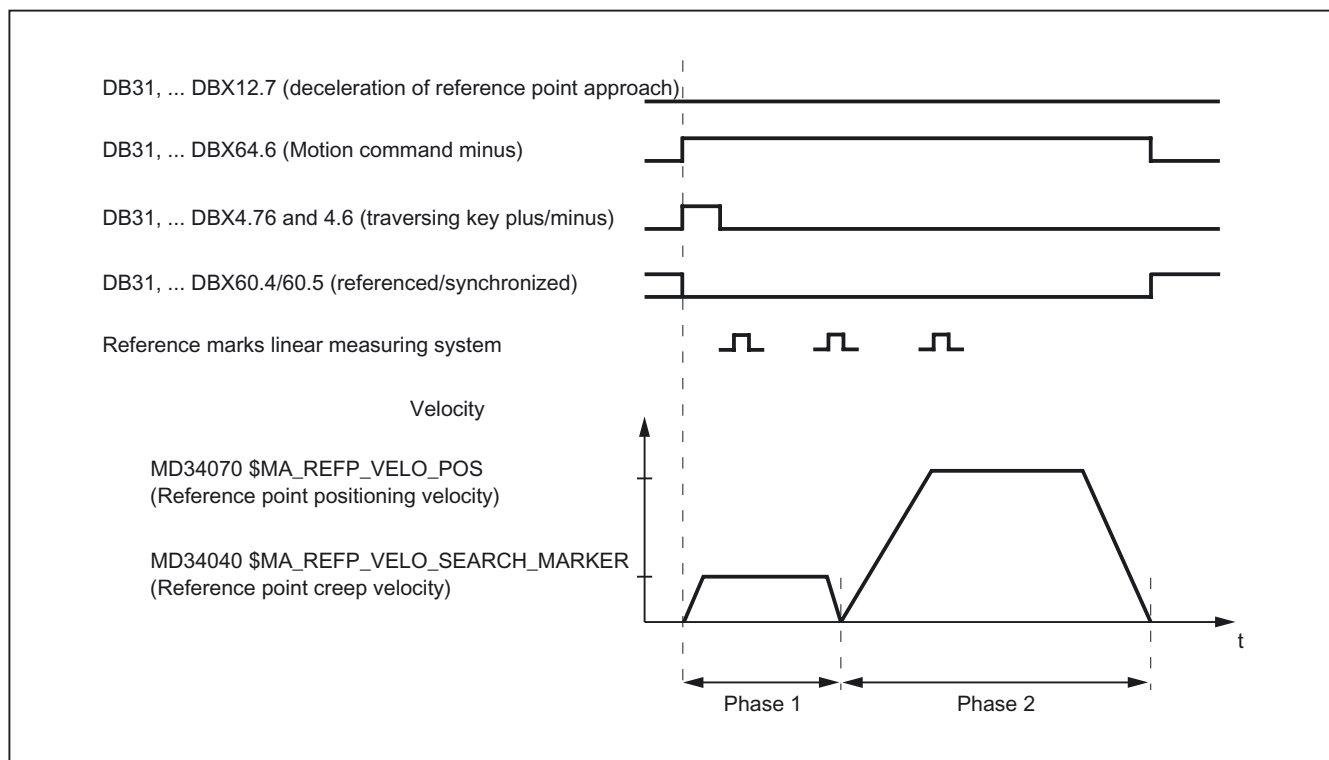 DB31, ... DBX12.7 (deceleration of reference point approach)
DB31, ... DBX64.6 (Motion command minus)
DB31, ... DBX4.76 and 4.6 (traversing key plus/minus)
DB31, ... DBX60.4/60.5 (referenced/synchronized)
Reference marks linear measuring system
Velocity
MD34070 $MA_REFP_VELO_POS
(Reference point positioning velocity)
MD34040 $MA_REFP_VELO_SEARCH_MARKER
(Reference point creep velocity)
t
Phase 1
Phase 2